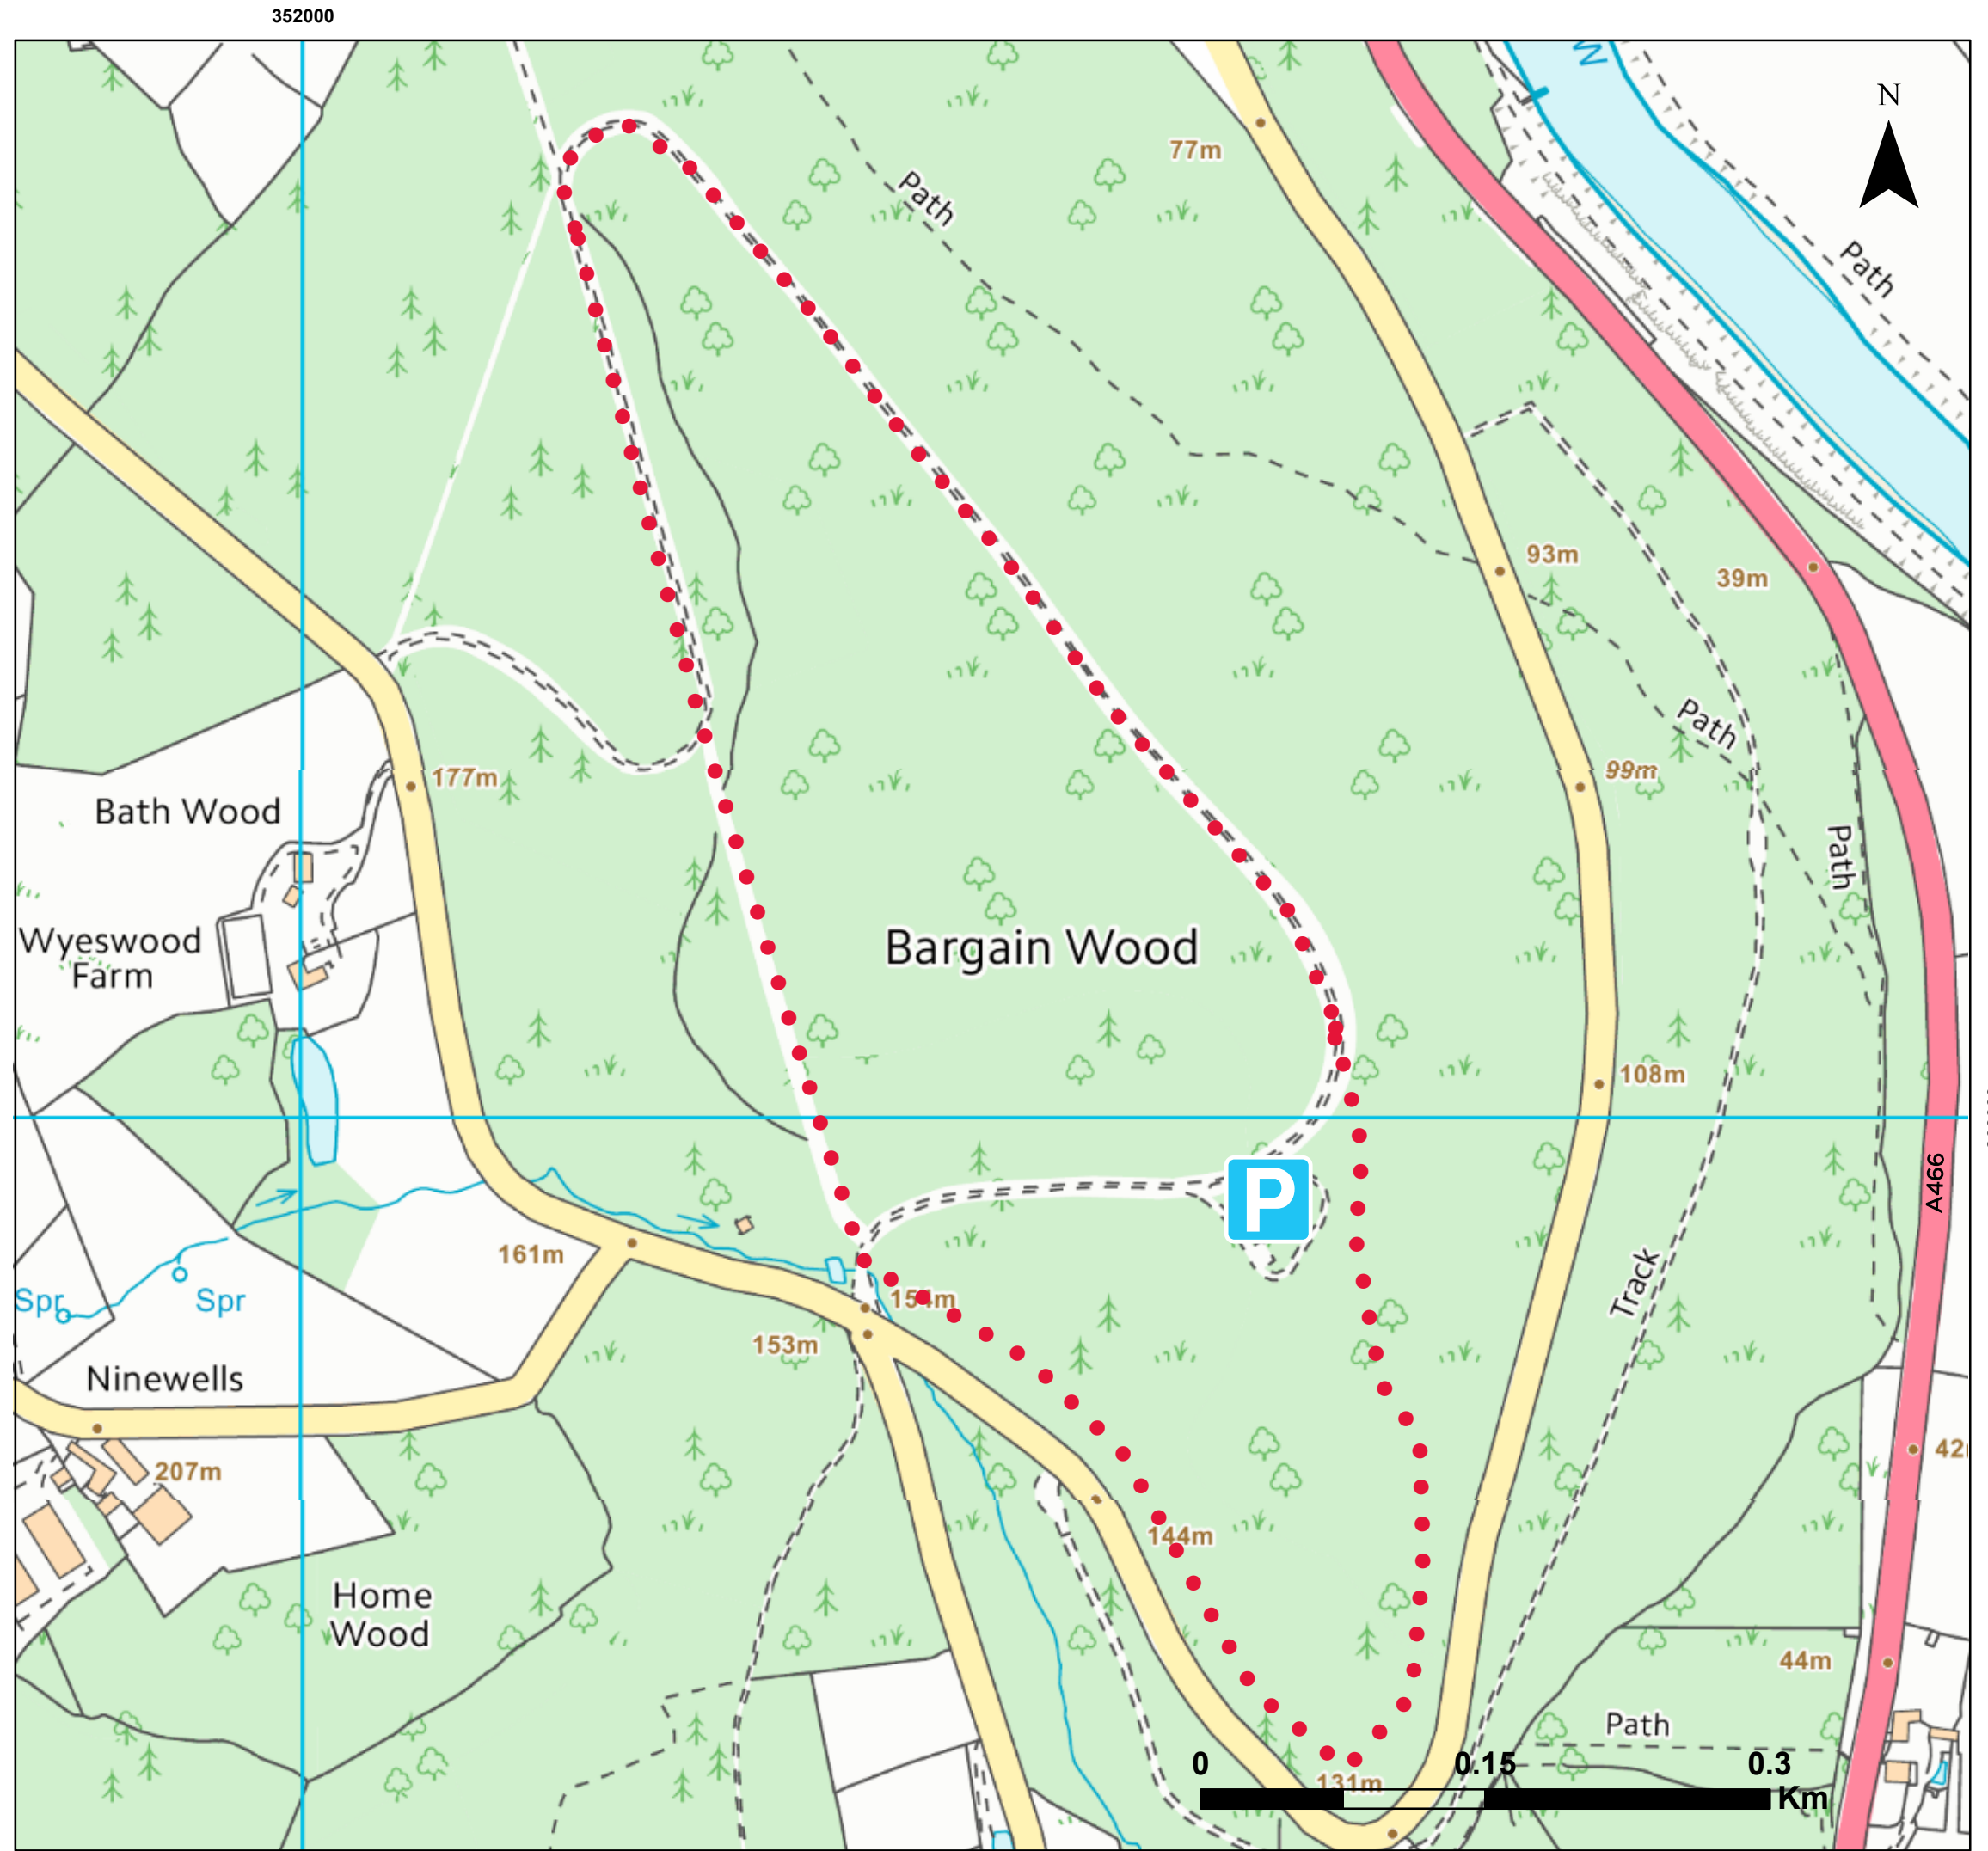 352000
W
N
77m
Path
Path
93m
39m
Path
177m
99m
Bath Wood
Path
Wyeswood
Farm
Bargain Wood
108m
P
A466
161m
Spr
Spr
154m
Track
153m
Ninewells
42
207m
144m
Home
Wood
44m
Path
0
0.15
0.3
131m
Km